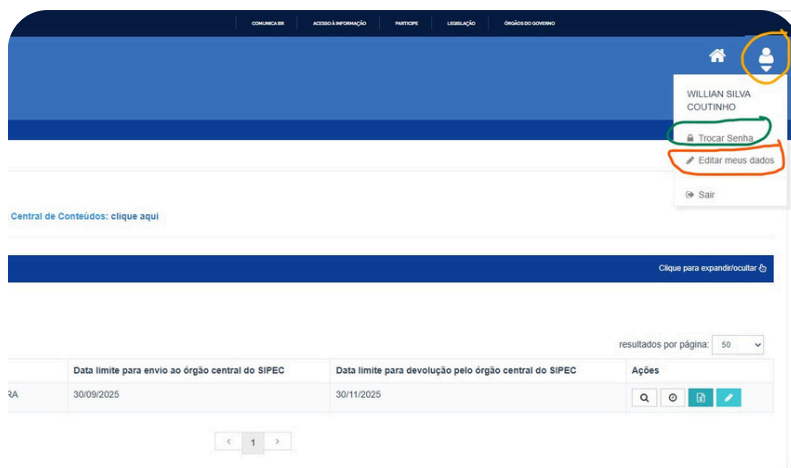 COMUNICA BR ACESSO À INFORMAÇÃO PARTICIPE LEGISLAÇÃO ÓRGÃOS DO GOVERNO
WILLIAN SILVA
COUTINHO
Trocar Senha
Editar meus dados
Sair
Central de Conteúdos: clique aqui
Clique para expandir/ocultar
resultados por página: 50
Data limite para envio ao órgão central do SIPEC Data limite para devolução pelo órgão central do SIPEC Ações
RA 30/09/2025 30/11/2025
1